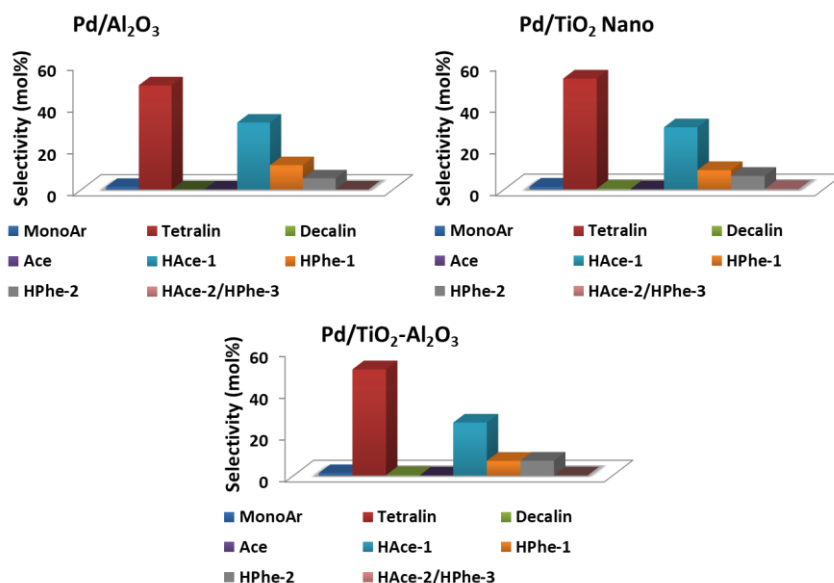 Pd/Al₂O₃
Selectivity (mol%)
60
40
20
0
MonoAr Tetralin Decalin
Ace HAce-1 HPhe-1
HPhe-2 HAce-2/HPhe-3
Pd/TiO₂ Nano
Selectivity (mol%)
60
40
20
0
MonoAr Tetralin Decalin
Ace HAce-1 HPhe-1
HPhe-2 HAce-2/HPhe-3
Pd/TiO₂-Al₂O₃
Selectivity (mol%)
60
40
20
0
MonoAr Tetralin Decalin
Ace HAce-1 HPhe-1
HPhe-2 HAce-2/HPhe-3